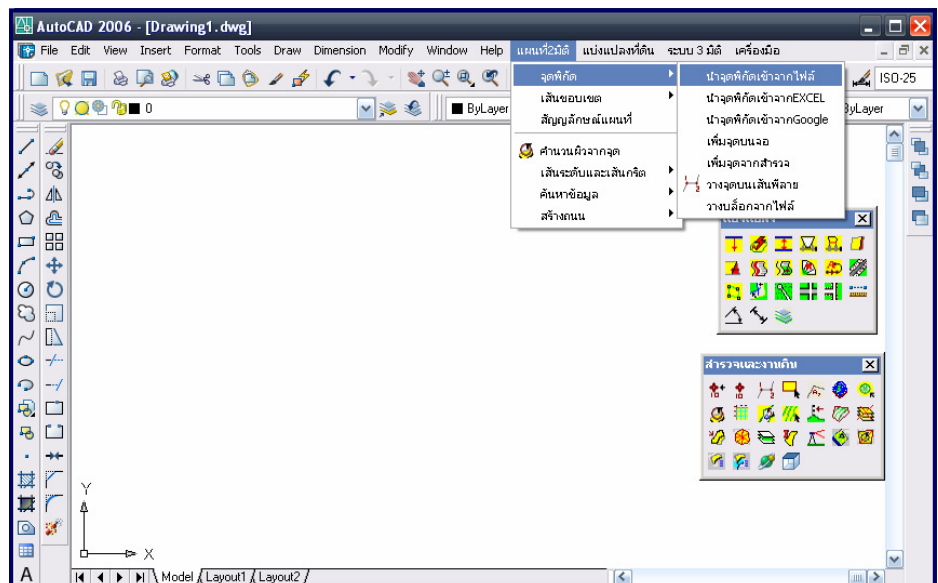 AutoCAD 2006 - [Drawing1.dwg]
File Edit View Insert Format Tools Draw Dimension Modify Window Help แผนที่2มิติ แบ่งแปลงที่ดิน ระบบ 3 มิติ เครื่องมือ
ISO-25
0
ByLayer
ByLayer
จุดพิกัด
เส้นขอบเขต
สัญญลักษณ์แผนที่
คำนวนผิวจากจุด
เส้นระดับและเส้นกริด
ค้นหาข้อมูล
สร้างถนน
นำจุดพิกัดเข้าจากไฟล์
นำจุดพิกัดเข้าจากEXCEL
นำจุดพิกัดเข้าจากGoogle
เพิ่มจุดบนจอ
เพิ่มจุดจากสำรวจ
วางจุดบนเส้นพีลาย
วางบล็อกจากไฟล์
สำรวจและงานดิน
Y
X
A
Model Layout1 Layout2